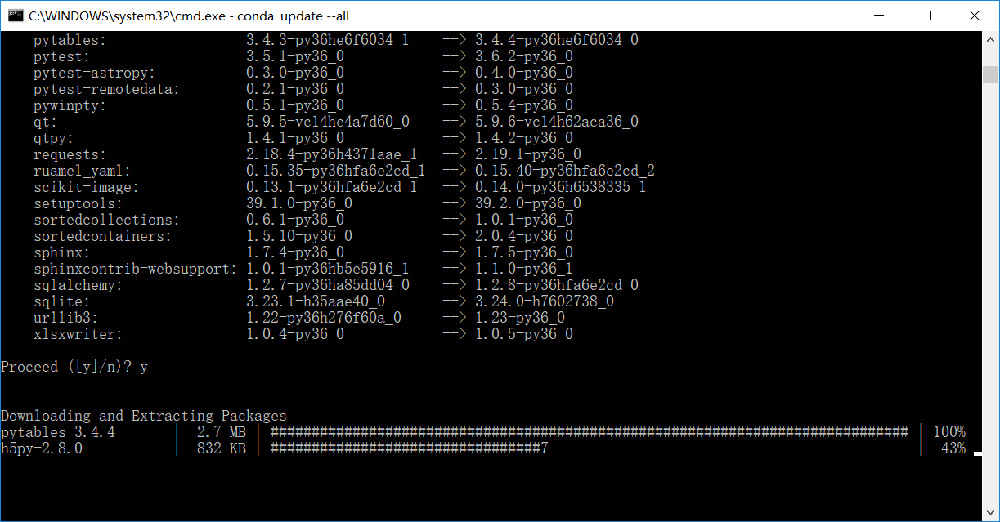 C:\WINDOWS\system32\cmd.exe - conda update --all
pytables: 3.4.3-py36he6f6034_1 --> 3.4.4-py36he6f6034_0
pytest: 3.5.1-py36_0 --> 3.6.2-py36_0
pytest-astropy: 0.3.0-py36_0 --> 0.4.0-py36_0
pytest-remotedata: 0.2.1-py36_0 --> 0.3.0-py36_0
pywinpty: 0.5.1-py36_0 --> 0.5.4-py36_0
qt: 5.9.5-vc14he4a7d60_0 --> 5.9.6-vc14h62aca36_0
qtpy: 1.4.1-py36_0 --> 1.4.2-py36_0
requests: 2.18.4-py36h4371aae_1 --> 2.19.1-py36_0
ruamel_yaml: 0.15.35-py36hfa6e2cd_1 --> 0.15.40-py36hfa6e2cd_2
scikit-image: 0.13.1-py36hfa6e2cd_1 --> 0.14.0-py36h6538335_1
setuptools: 39.1.0-py36_0 --> 39.2.0-py36_0
sortedcollections: 0.6.1-py36_0 --> 1.0.1-py36_0
sortedcontainers: 1.5.10-py36_0 --> 2.0.4-py36_0
sphinx: 1.7.4-py36_0 --> 1.7.5-py36_0
sphinxcontrib-websupport: 1.0.1-py36hb5e5916_1 --> 1.1.0-py36_1
sqlalchemy: 1.2.7-py36ha85dd04_0 --> 1.2.8-py36hfa6e2cd_0
sqlite: 3.23.1-h35aae40_0 --> 3.24.0-h7602738_0
urllib3: 1.22-py36h276f60a_0 --> 1.23-py36_0
xlsxwriter: 1.0.4-py36_0 --> 1.0.5-py36_0
Proceed ([y]/n)? y
Downloading and Extracting Packages
pytables-3.4.4 | 2.7 MB | ############################################################################## | 100%
h5py-2.8.0 | 832 KB | #################################7 | 43%